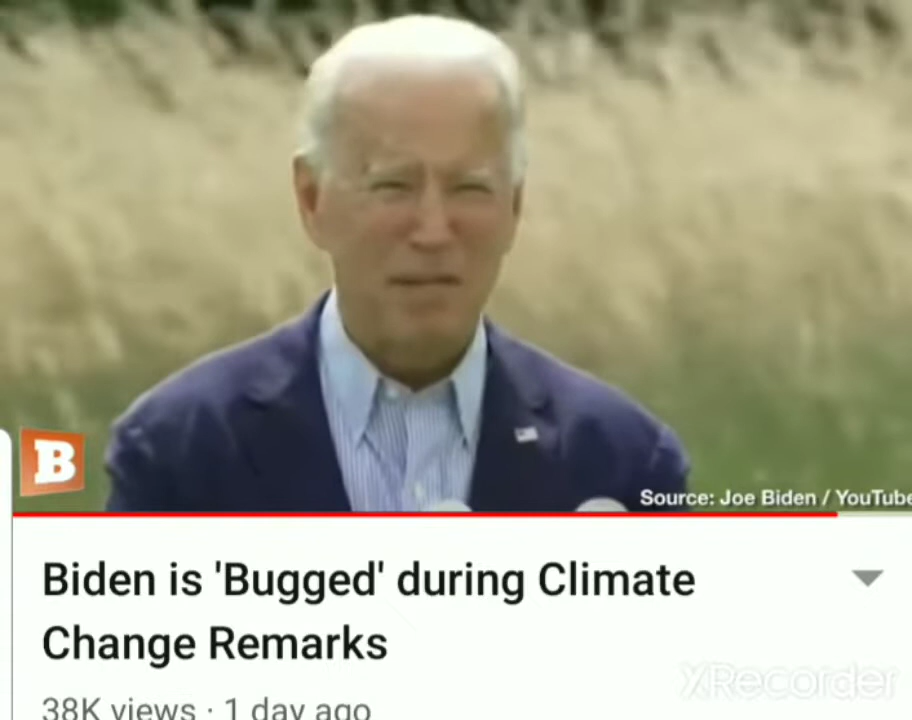 B
Source: Joe Biden / YouTube
Biden is 'Bugged' during Climate
Change Remarks
38K views · 1 day ago
XRecorder